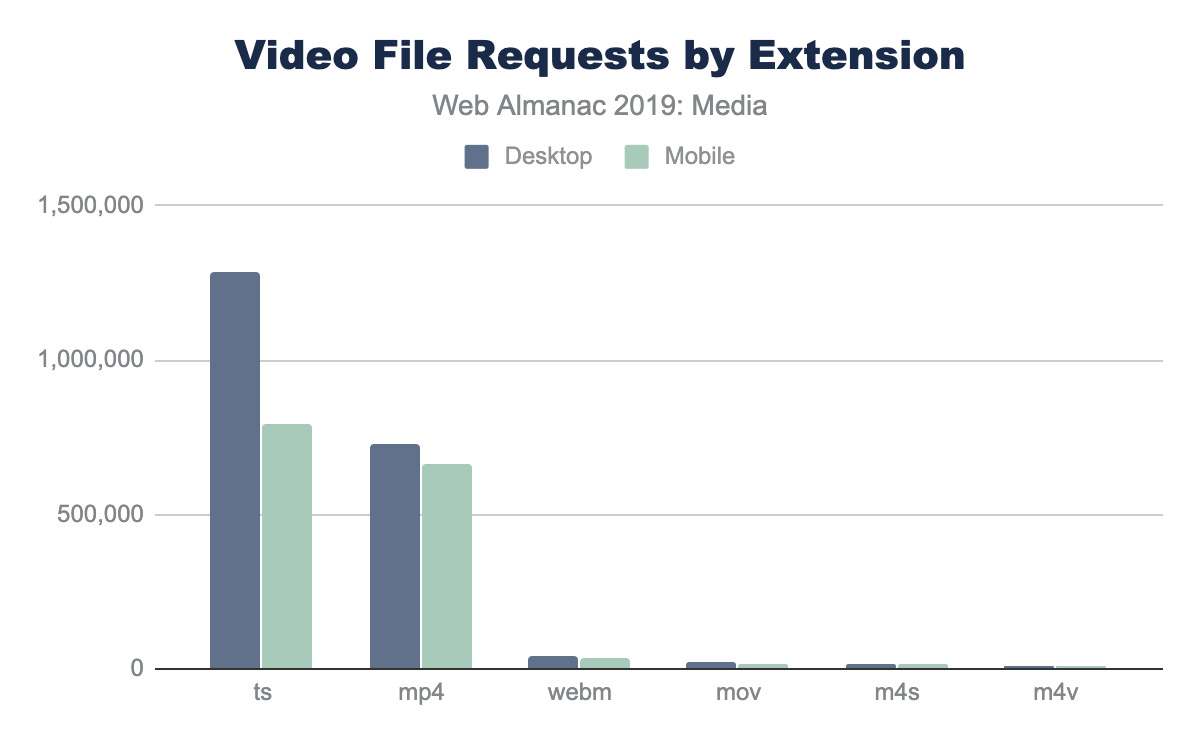 Video File Requests by Extension
Web Almanac 2019: Media
Desktop Mobile
1,500,000
1,000,000
500,000
0
ts mp4 webm mov m4s m4v